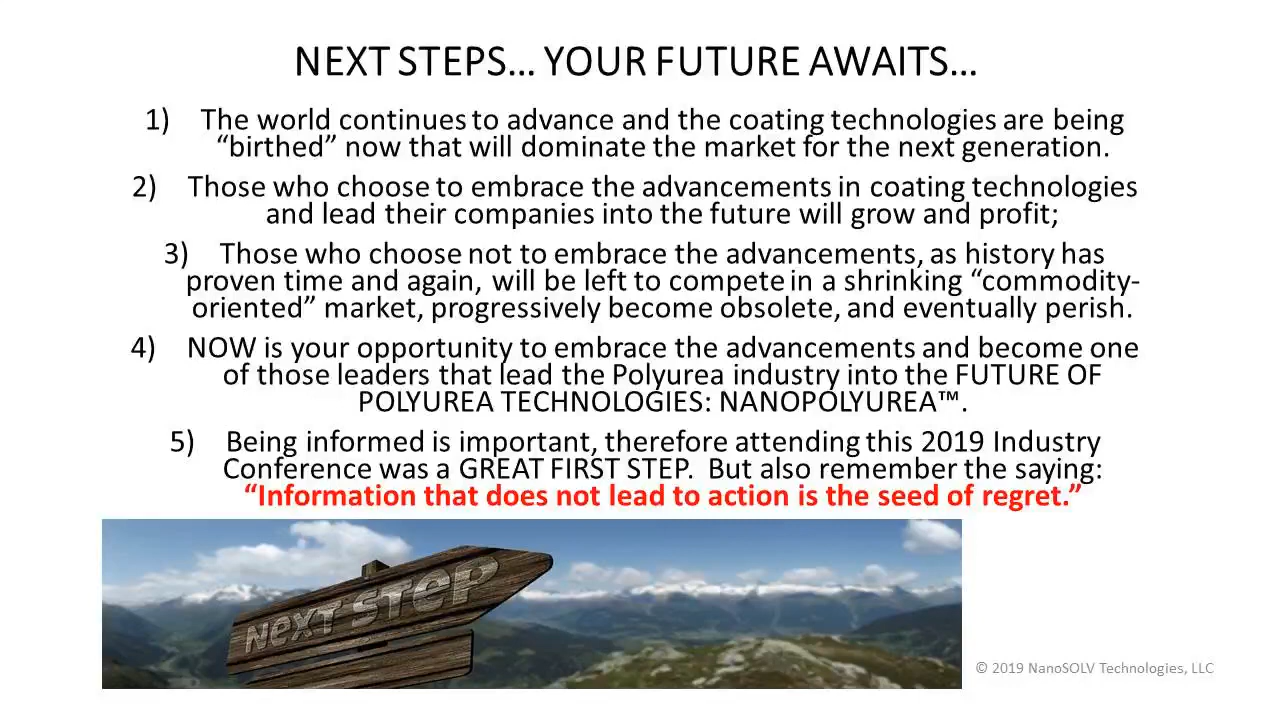 NEXT STEPS… YOUR FUTURE AWAITS…
1) The world continues to advance and the coating technologies are being
“birthed” now that will dominate the market for the next generation.
2) Those who choose to embrace the advancements in coating technologies
and lead their companies into the future will grow and profit;
3) Those who choose not to embrace the advancements, as history has
proven time and again, will be left to compete in a shrinking “commodity-
oriented” market, progressively become obsolete, and eventually perish.
4) NOW is your opportunity to embrace the advancements and become one
of those leaders that lead the Polyurea industry into the FUTURE OF
POLYUREA TECHNOLOGIES: NANOPOLYUREA™.
5) Being informed is important, therefore attending this 2019 Industry
Conference was a GREAT FIRST STEP.  But also remember the saying:
“Information that does not lead to action is the seed of regret.”
NeXT STeP
© 2019 NanoSOLV Technologies, LLC